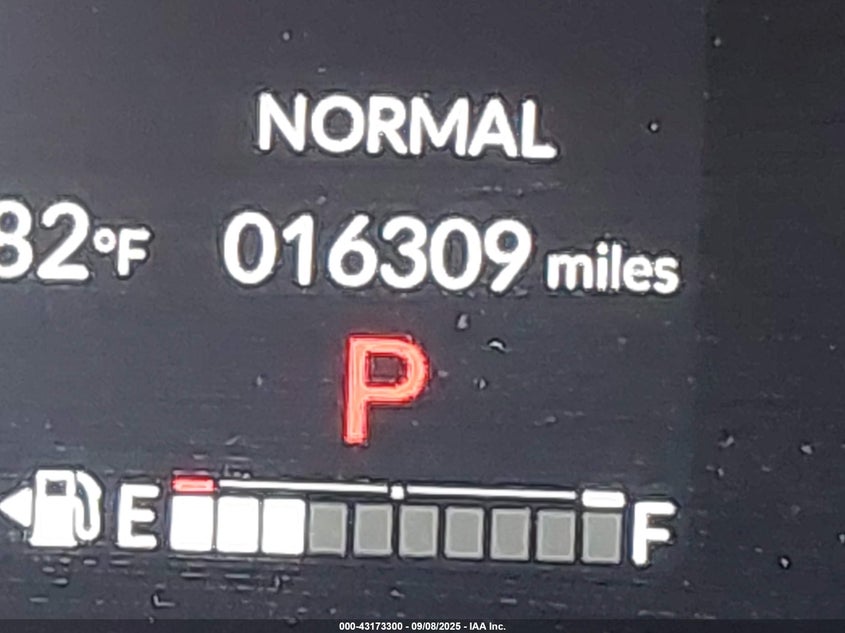 NORMAL
82°F 016309 miles
P
E F
000-43173300 - 09/08/2025 - IAA Inc.